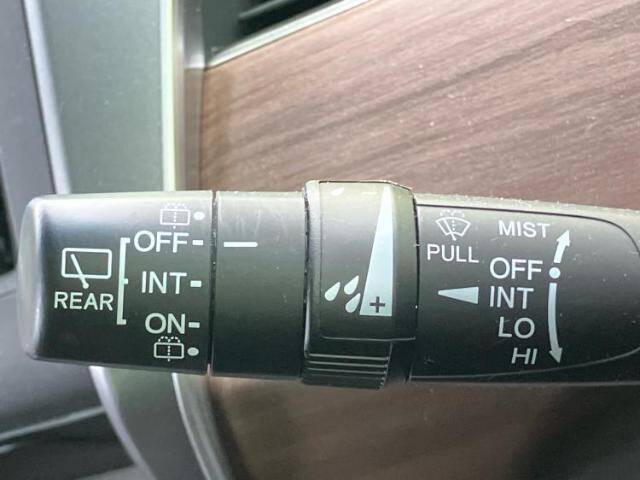 REAR
OFF
INT
ON
-
+
PULL
MIST
OFF
INT
LO
HI